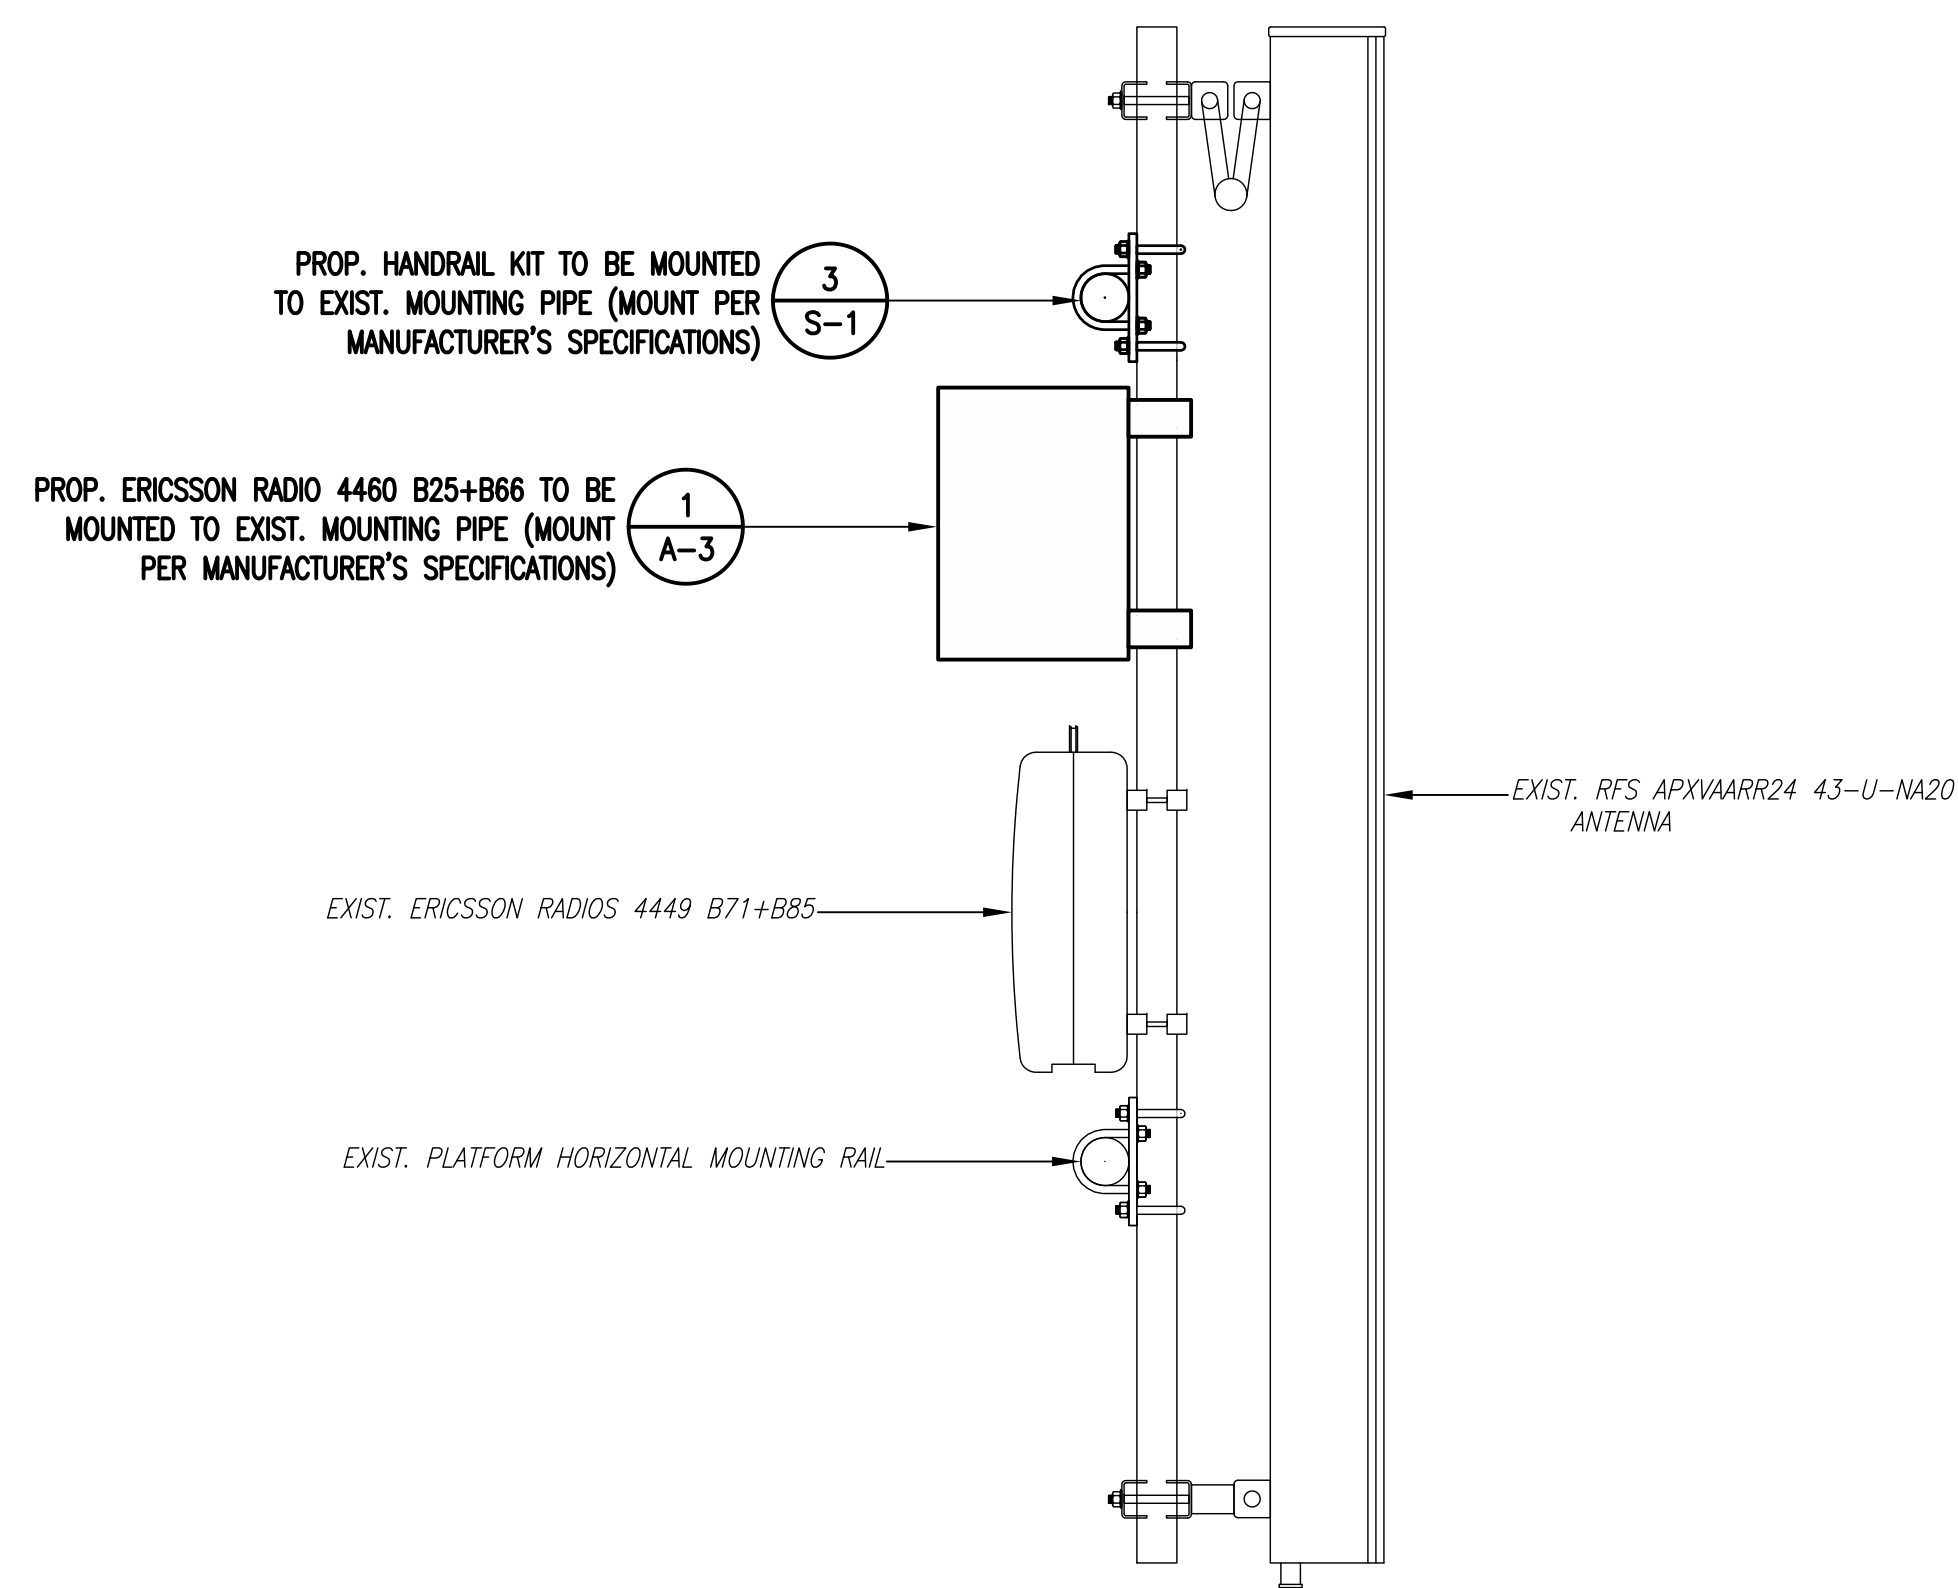 PROP. HANDRAIL KIT TO BE MOUNTED
TO EXIST. MOUNTING PIPE (MOUNT PER
MANUFACTURER'S SPECIFICATIONS)
3
S-1
PROP. ERICSSON RADIO 4460 B25+B66 TO BE
MOUNTED TO EXIST. MOUNTING PIPE (MOUNT
PER MANUFACTURER'S SPECIFICATIONS)
1
A-3
EXIST. RFS APXVAARR24 43-U-NA20
ANTENNA
EXIST. ERICSSON RADIOS 4449 B71+B85
EXIST. PLATFORM HORIZONTAL MOUNTING RAIL